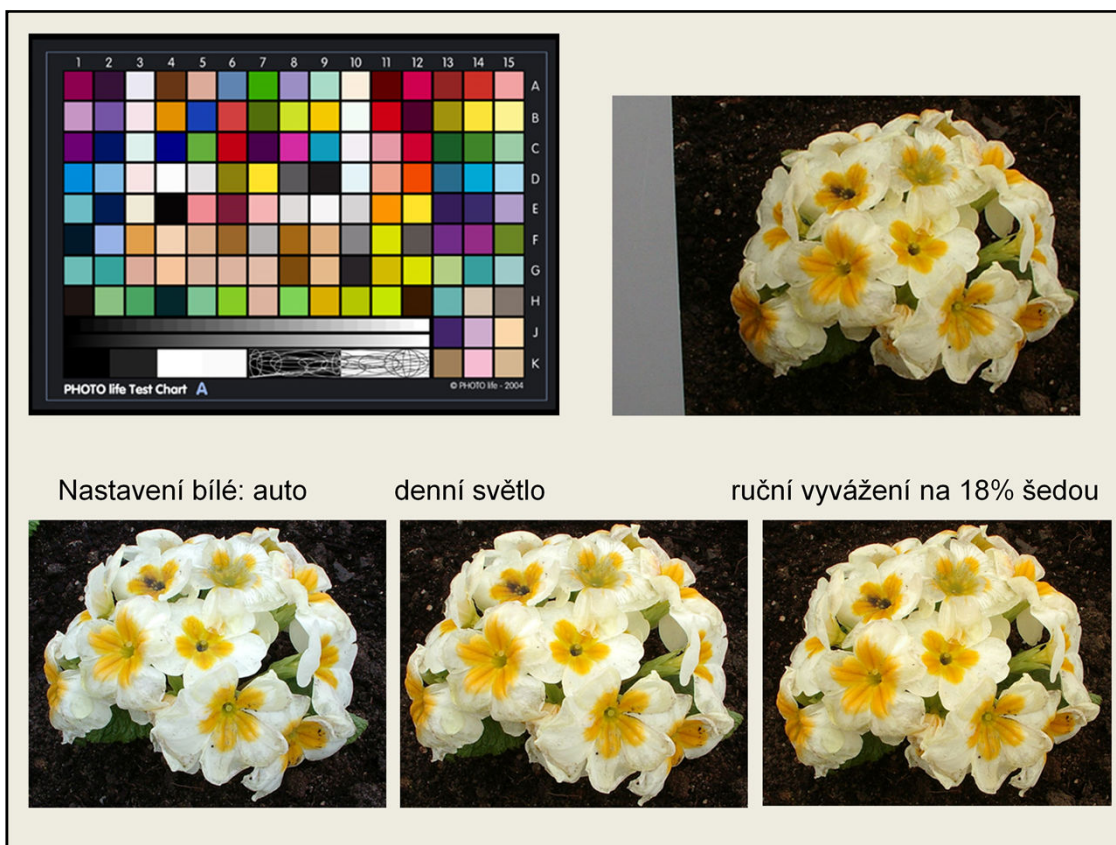 1 2 3 4 5 6 7 8 9 10 11 12 13 14 15
A
B
C
D
E
F
G
H
J
K
PHOTO life Test Chart A
© PHOTO life - 2004
Nastavení bílé: auto
denní světlo
ruční vyvážení na 18% šedou